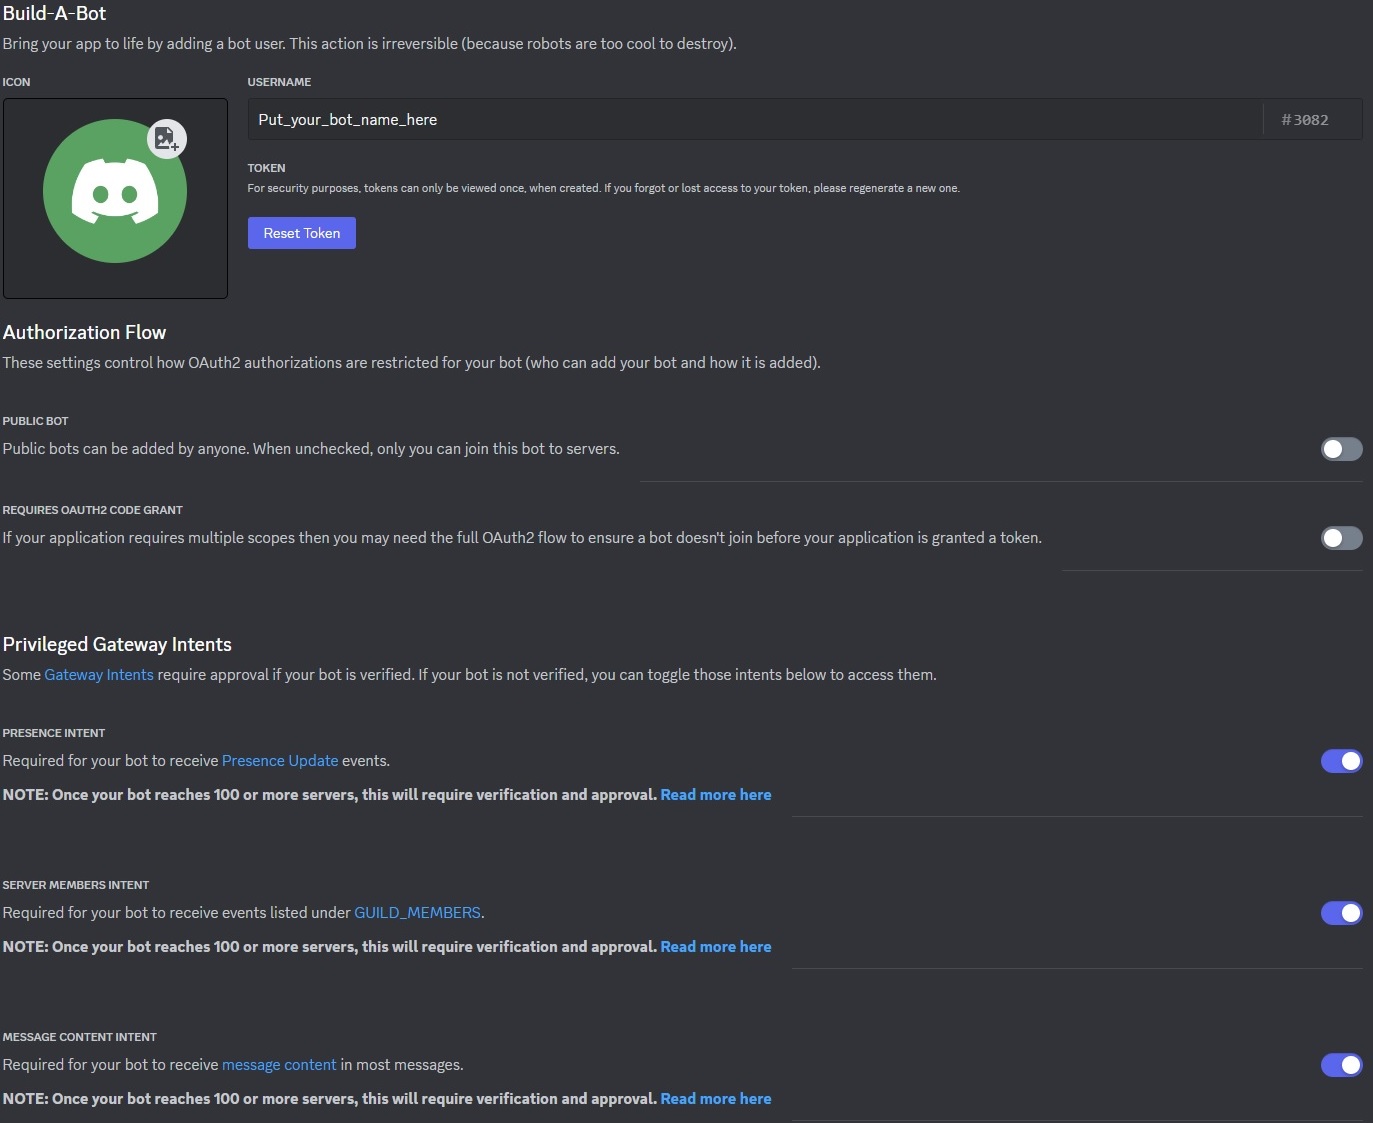 Build-A-Bot
Bring your app to life by adding a bot user. This action is irreversible (because robots are too cool to destroy).
ICON
USERNAME
Put_your_bot_name_here
#3082
TOKEN
For security purposes, tokens can only be viewed once, when created. If you forgot or lost access to your token, please regenerate a new one.
Reset Token
Authorization Flow
These settings control how OAuth2 authorizations are restricted for your bot (who can add your bot and how it is added).
PUBLIC BOT
Public bots can be added by anyone. When unchecked, only you can join this bot to servers.
REQUIRES OAUTH2 CODE GRANT
If your application requires multiple scopes then you may need the full OAuth2 flow to ensure a bot doesn't join before your application is granted a token.
Privileged Gateway Intents
Some Gateway Intents require approval if your bot is verified. If your bot is not verified, you can toggle those intents below to access them.
PRESENCE INTENT
Required for your bot to receive Presence Update events.
NOTE: Once your bot reaches 100 or more servers, this will require verification and approval. Read more here
SERVER MEMBERS INTENT
Required for your bot to receive events listed under GUILD_MEMBERS.
NOTE: Once your bot reaches 100 or more servers, this will require verification and approval. Read more here
MESSAGE CONTENT INTENT
Required for your bot to receive message content in most messages.
NOTE: Once your bot reaches 100 or more servers, this will require verification and approval. Read more here